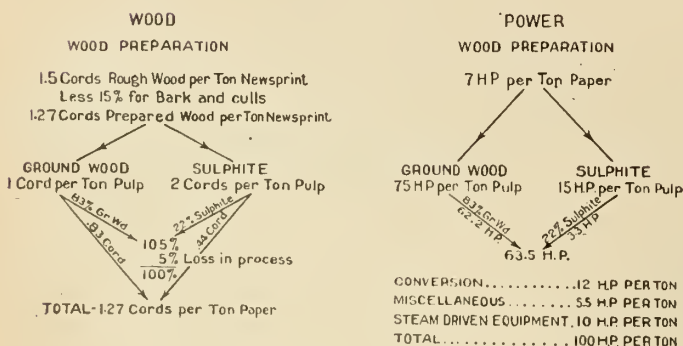 WOOD
WOOD PREPARATION
1.5 Cords Rough Wood per Ton Newsprint
Less 15% for Bark and culls
1.27 Cords Prepared Wood per Ton Newsprint
GROUND WOOD
1 Cord per Ton Pulp
SULPHITE
2 Cords per Ton Pulp
83% Gr Wd
.83 Cord
22% Sulphite
.44 Cord
105%
5% Loss in process
100%
TOTAL-1.27 Cords per Ton Paper
POWER
WOOD PREPARATION
7 HP per Ton Paper
GROUND WOOD
75 HP per Ton Pulp
SULPHITE
15 H.P. per Ton Pulp
83% Gr Wd
62.2 H.P.
22% Sulphite
3.3 H.P.
63.5 H.P.
CONVERSION...........12 H.P PER TON
MISCELLANEOUS.......5.5 H.P. PER TON
STEAM DRIVEN EQUIPMENT.10 H.P. PER TON
TOTAL..............100 H.P. PER TON